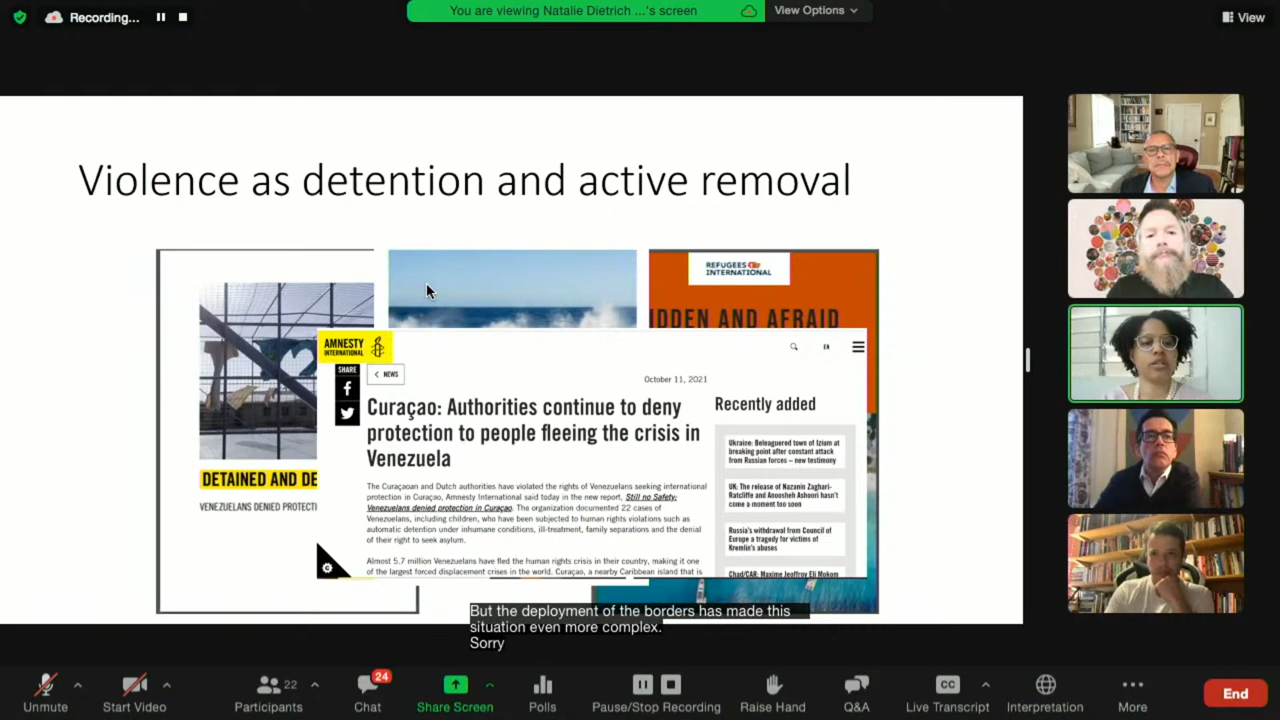 Recording...
You are viewing Natalie Dietrich ...'s screen
View Options
View
Violence as detention and active removal
REFUGEES
INTERNATIONAL
IDDEN AND AFRAID
AMNESTY
INTERNATIONAL
EN
SHARE
NEWS
October 11, 2021
Curaçao: Authorities continue to deny
protection to people fleeing the crisis in
Venezuela
The Curaçaoan and Dutch authorities have violated the rights of Venezuelans seeking international
protection in Curaçao, Amnesty International said today in the new report, Still no Safety:
Venezuelans denied protection in Curaçao. The organization documented 22 cases of
Venezuelans, including children, who have been subjected to human rights violations such as
automatic detention under inhumane conditions, ill-treatment, family separations and the denial
of their right to seek asylum.
Almost 5.7 million Venezuelans have fled the human rights crisis in their country, making it one
of the largest forced displacement crises in the world. Curaçao, a nearby Caribbean island that is
Recently added
Ukraine: Beleaguered town of Izium at
breaking point after constant attack
from Russian forces – new testimony
UK: The release of Nazanin Zaghari-
Ratcliffe and Anoosheh Ashoori hasn't
come a moment too soon
Russia's withdrawal from Council of
Europe a tragedy for victims of
Kremlin's abuses
Chad/CAR: Maxime Jeoffroy Eli Mokom
DETAINED AND DE
VENEZUELANS DENIED PROTECTI
But the deployment of the borders has made this
situation even more complex.
Sorry
Unmute
Start Video
22
Participants
24
Chat
Share Screen
Polls
Pause/Stop Recording
Raise Hand
Q&A
CC
Live Transcript
Interpretation
More
End